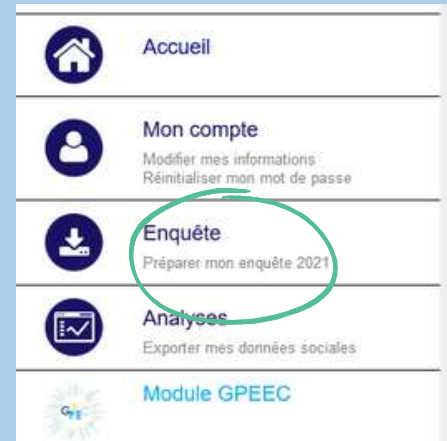 Accueil
Mon compte
Modifier mes informations
Réinitialiser mon mot de passe
Enquête
Préparer mon enquête 2021
Analyses
Exporter mes données sociales
Module GPEEC